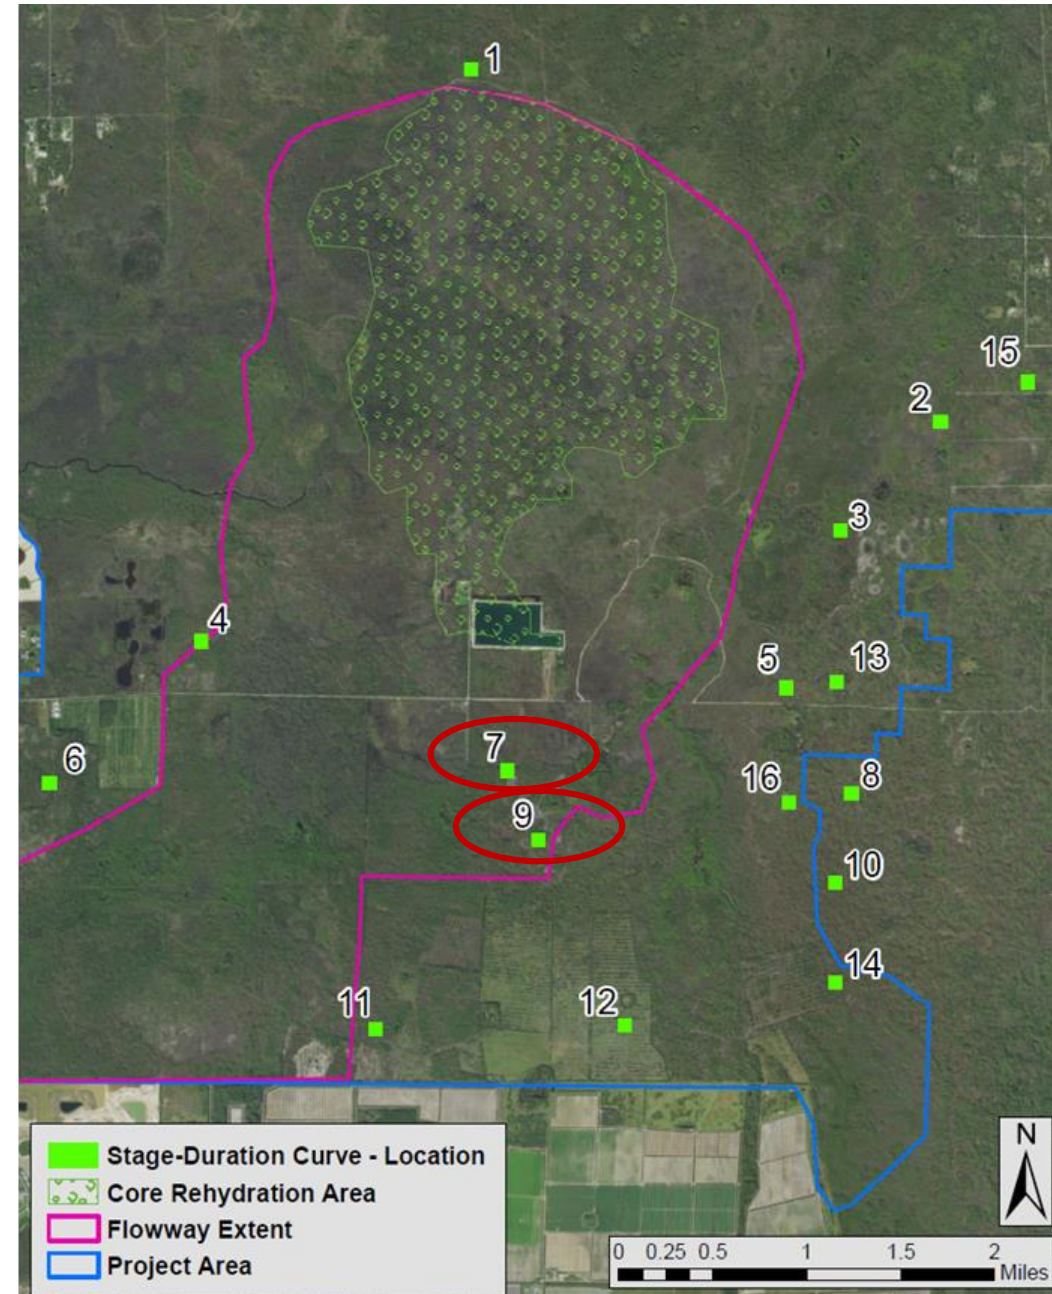 1
15
2
3
4
5
13
7
6
16
8
9
10
14
11
12
Stage-Duration Curve - Location
Core Rehydration Area
Flowway Extent
Project Area
N
0 0.25 0.5 1 1.5 2
Miles